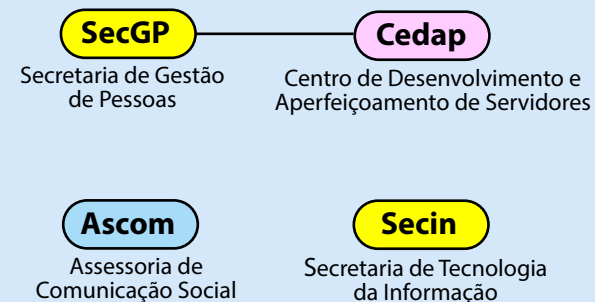 SecGP
Secretaria de Gestão
de Pessoas
Cedap
Centro de Desenvolvimento e
Aperfeiçoamento de Servidores
Ascom
Assessoria de
Comunicação Social
Secin
Secretaria de Tecnologia
da Informação